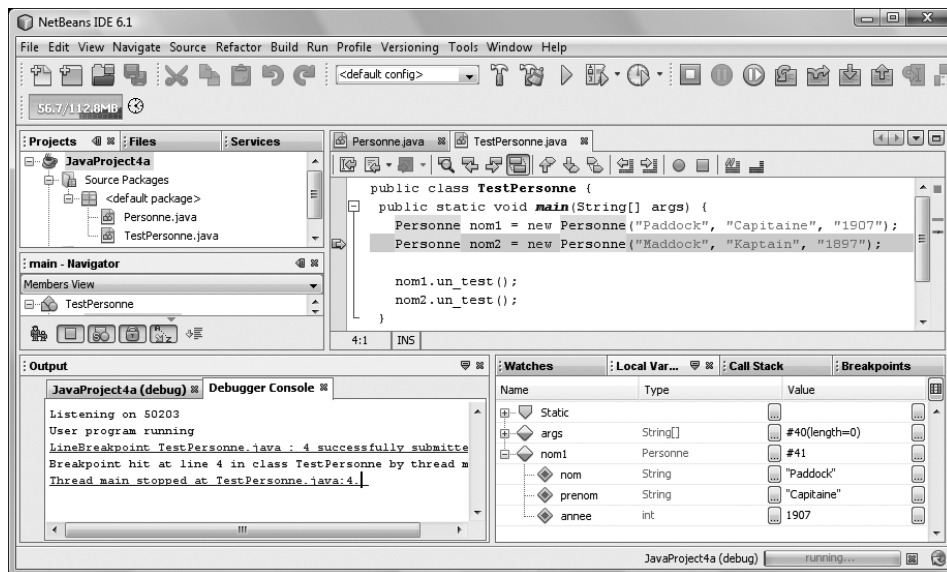 NetBeans IDE 6.1
File Edit View Navigate Source Refactor Build Run Profile Versioning Tools Window Help
<default config>
56.7/112.8MB
Projects Files Services
JavaProject4a
Source Packages
<default package>
Personne.java
TestPersonne.java
main - Navigator
Members View
TestPersonne
Personne.java TestPersonne.java
public class TestPersonne {
public static void main(String[] args) {
Personne nom1 = new Personne("Paddock", "Capitaine", "1907");
Personne nom2 = new Personne("Maddock", "Kaptain", "1897");
nom1.un_test();
nom2.un_test();
}
4:1 INS
Output
JavaProject4a (debug) Debugger Console
Listening on 50203
User program running
LineBreakpoint TestPersonne.java : 4 successfully submitte
Breakpoint hit at line 4 in class TestPersonne by thread m
Thread main stopped at TestPersonne.java:4.
Watches Local Var... Call Stack Breakpoints
Name Type Value
Static
args String[] #40(length=0)
nom1 Personne #41
nom String "Paddock"
prenom String "Capitaine"
annee int 1907
JavaProject4a (debug) running...